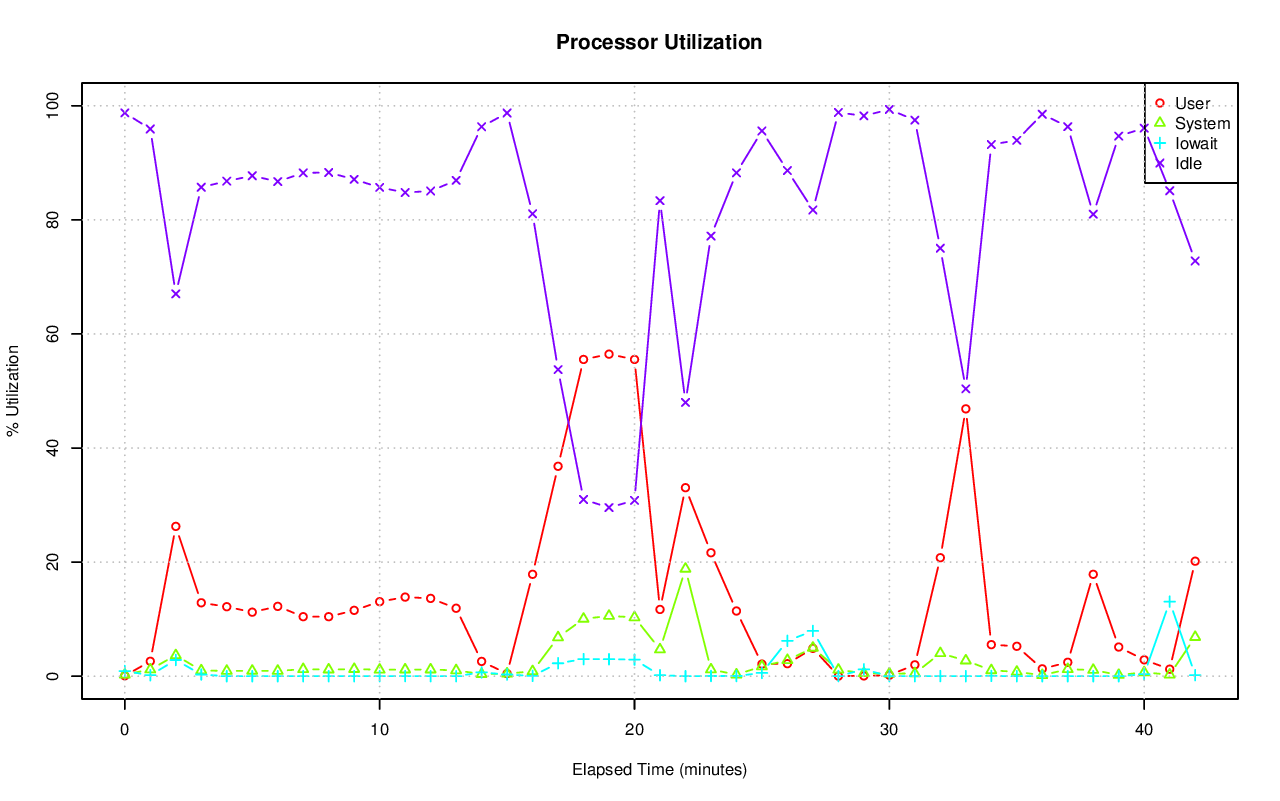 Processor Utilization
% Utilization
100
80
60
40
20
0
User
System
Iowait
Idle
0 10 20 30 40
Elapsed Time (minutes)